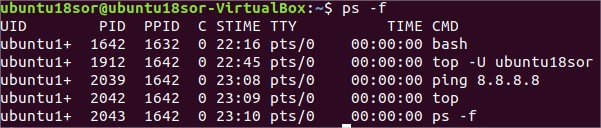 ubuntu18sor@ubuntu18sor-VirtualBox:~$ ps -f
UID        PID  PPID  C STIME TTY          TIME CMD
ubuntu1+  1642  1632  0 22:16 pts/0    00:00:00 bash
ubuntu1+  1912  1642  0 22:45 pts/0    00:00:00 top -U ubuntu18sor
ubuntu1+  2039  1642  0 23:08 pts/0    00:00:00 ping 8.8.8.8
ubuntu1+  2042  1642  0 23:09 pts/0    00:00:00 top
ubuntu1+  2043  1642  0 23:10 pts/0    00:00:00 ps -f